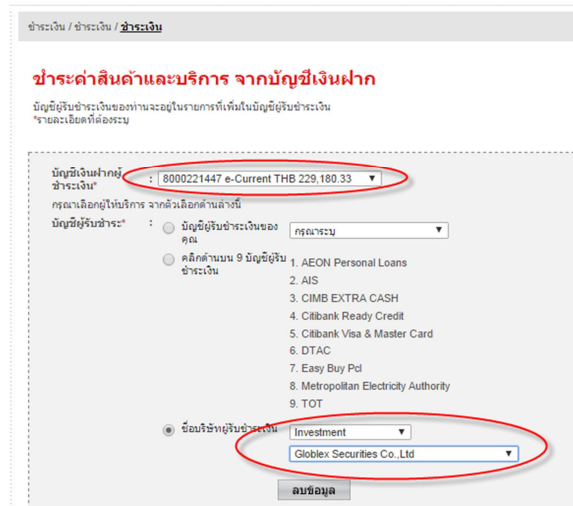 ชำระเงิน / ชำระเงิน / ชำระเงิน
ชำระค่าสินค้าและบริการ จากบัญชีเงินฝาก
บัญชีผู้รับชำระเงินของท่านจะอยู่ในรายการที่เพิ่มในบัญชีผู้รับชำระเงิน
*รายละเอียดที่ต้องระบุ
บัญชีเงินฝากผู้
ชำระเงิน*
: 8000221447 e-Current THB 229,180.33
กรุณาเลือกผู้ให้บริการ จากตัวเลือกด้านล่างนี้
บัญชีผู้รับชำระ* :
บัญชีผู้รับชำระเงินของ
คุณ
กรุณาระบุ
คลิกด้านบน 9 บัญชีผู้รับ
ชำระเงิน
1. AEON Personal Loans
2. AIS
3. CIMB EXTRA CASH
4. Citibank Ready Credit
5. Citibank Visa & Master Card
6. DTAC
7. Easy Buy Pcl
8. Metropolitan Electricity Authority
9. TOT
ชื่อบริษัทผู้รับชำระเงิน
Investment
Globlex Securities Co.,Ltd
ลบข้อมูล